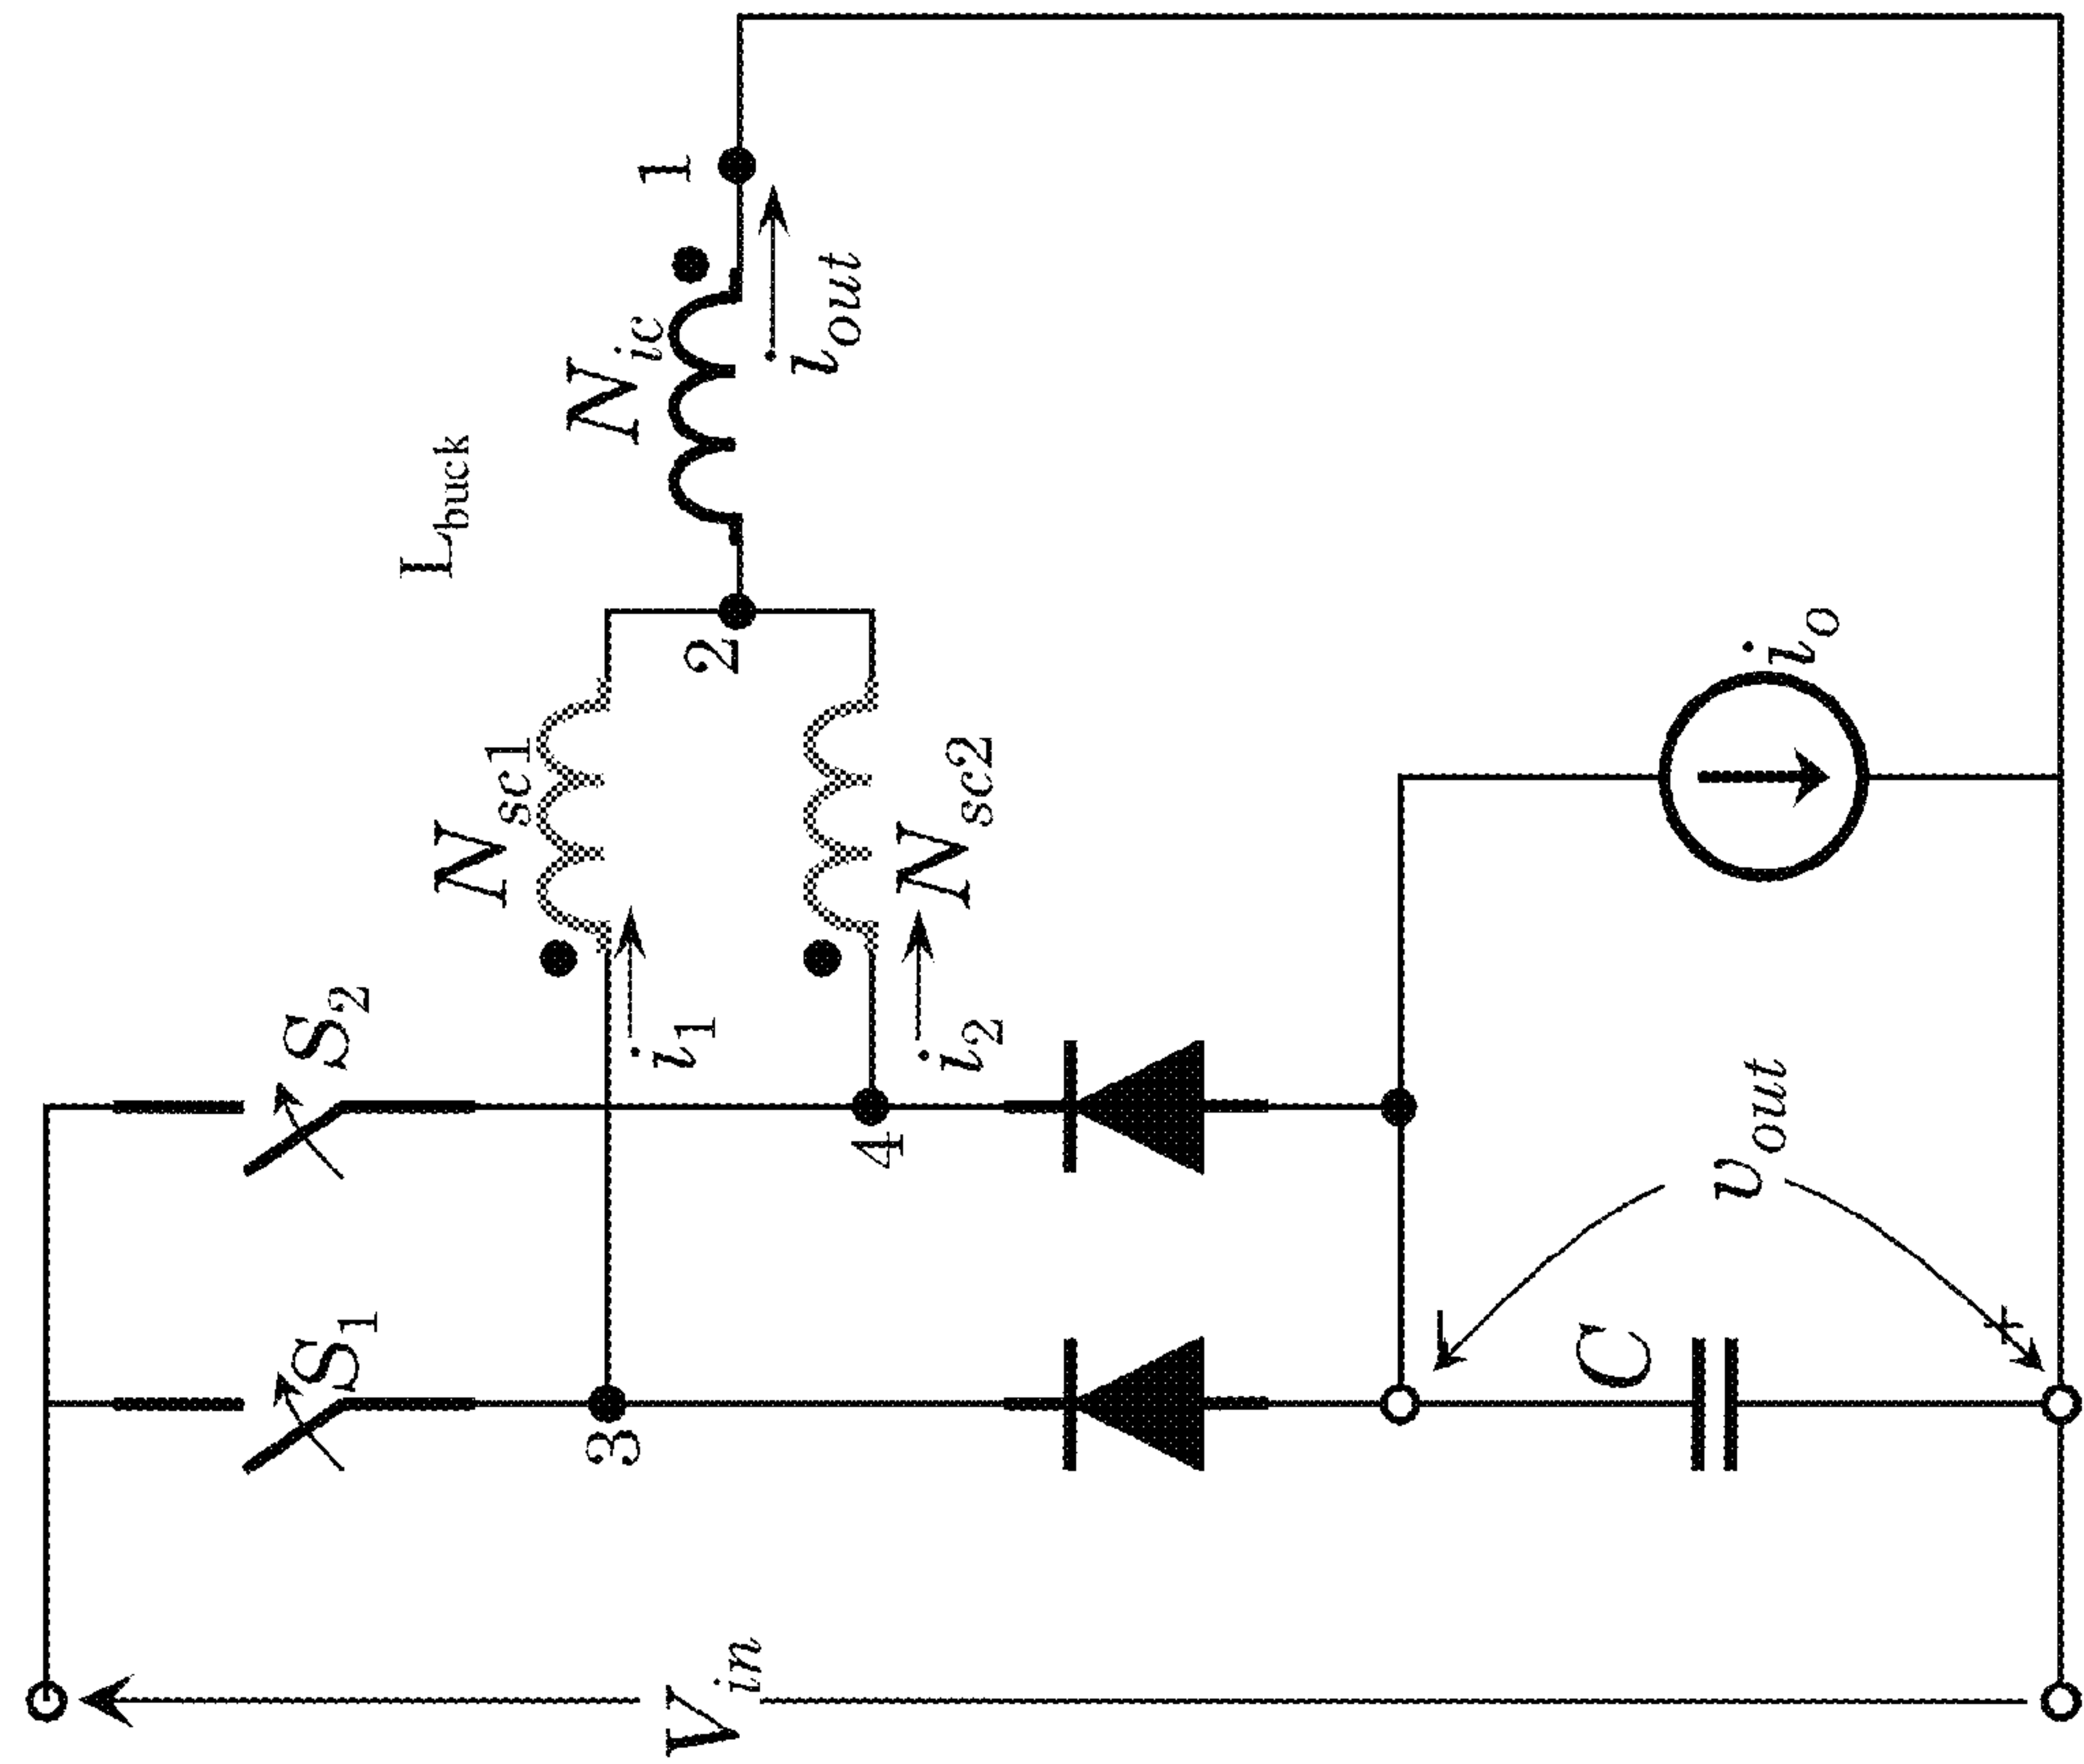 1
N_ic
i_out
L_buck
2
N_sc1
N_sc2
i_o
S_2
i_1
i_2
4
v_out
−
+
S_1
3
C
V_in